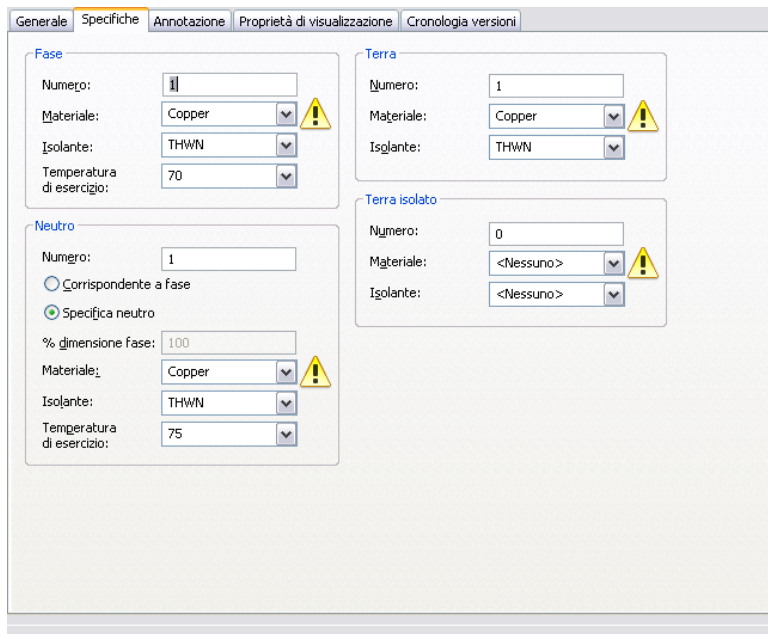 Generale Specifiche Annotazione Proprietà di visualizzazione Cronologia versioni
Fase
Numero: 1
Materiale: Copper
Isolante: THWN
Temperatura
di esercizio: 70
Neutro
Numero: 1
Corrispondente a fase
Specifica neutro
% dimensione fase: 100
Materiale: Copper
Isolante: THWN
Temperatura
di esercizio: 75
Terra
Numero: 1
Materiale: Copper
Isolante: THWN
Terra isolato
Numero: 0
Materiale: <Nessuno>
Isolante: <Nessuno>